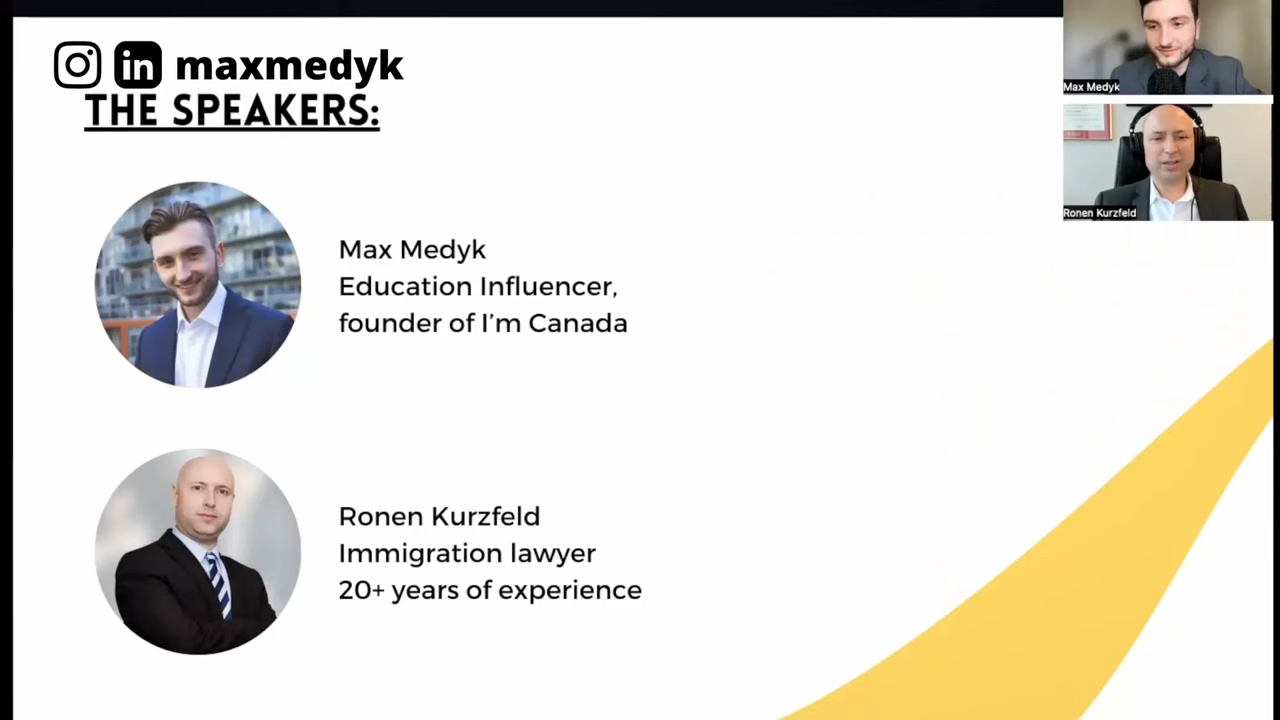 maxmedyk
THE SPEAKERS:
Max Medyk
Education Influencer,
founder of I'm Canada
Ronen Kurzfeld
Immigration lawyer
20+ years of experience
Max Medyk
Ronen Kurzfeld